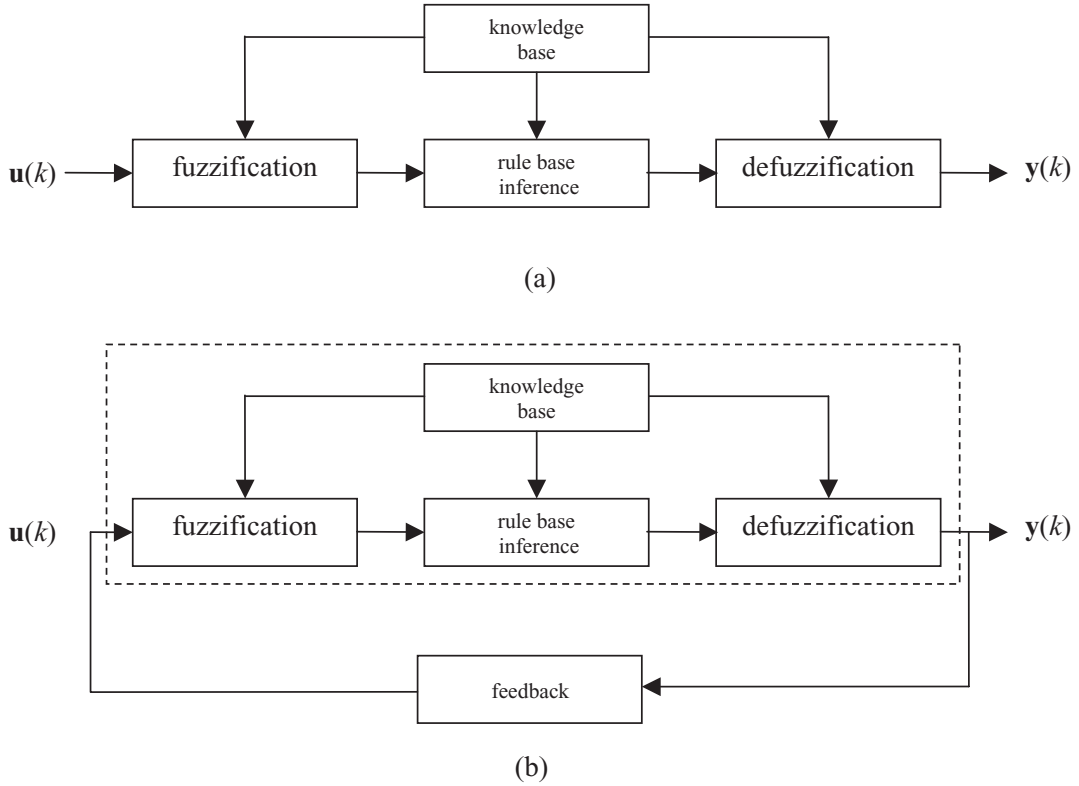 knowledge
base
u(k)
fuzzification
rule base
inference
defuzzification
y(k)
(a)
knowledge
base
u(k)
fuzzification
rule base
inference
defuzzification
y(k)
feedback
(b)